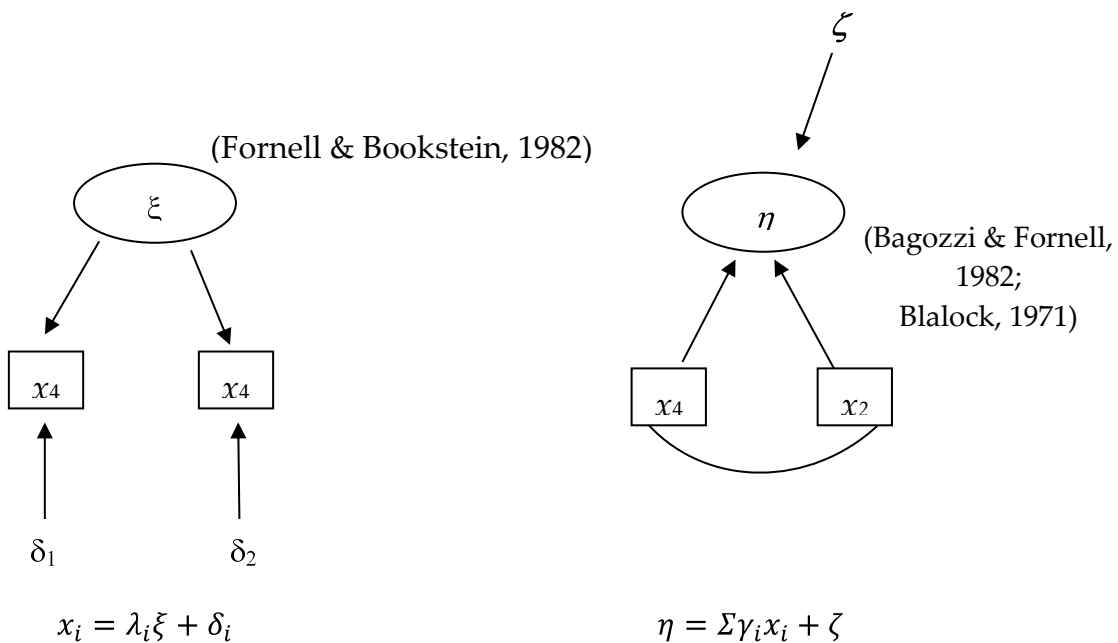 ζ
(Fornell & Bookstein, 1982)
ξ
η
(Bagozzi & Fornell,
1982;
Blalock, 1971)
x₄
x₄
x₄
x₂
δ₁
δ₂
xᵢ = λᵢξ + δᵢ
η = Σγᵢxᵢ + ζ